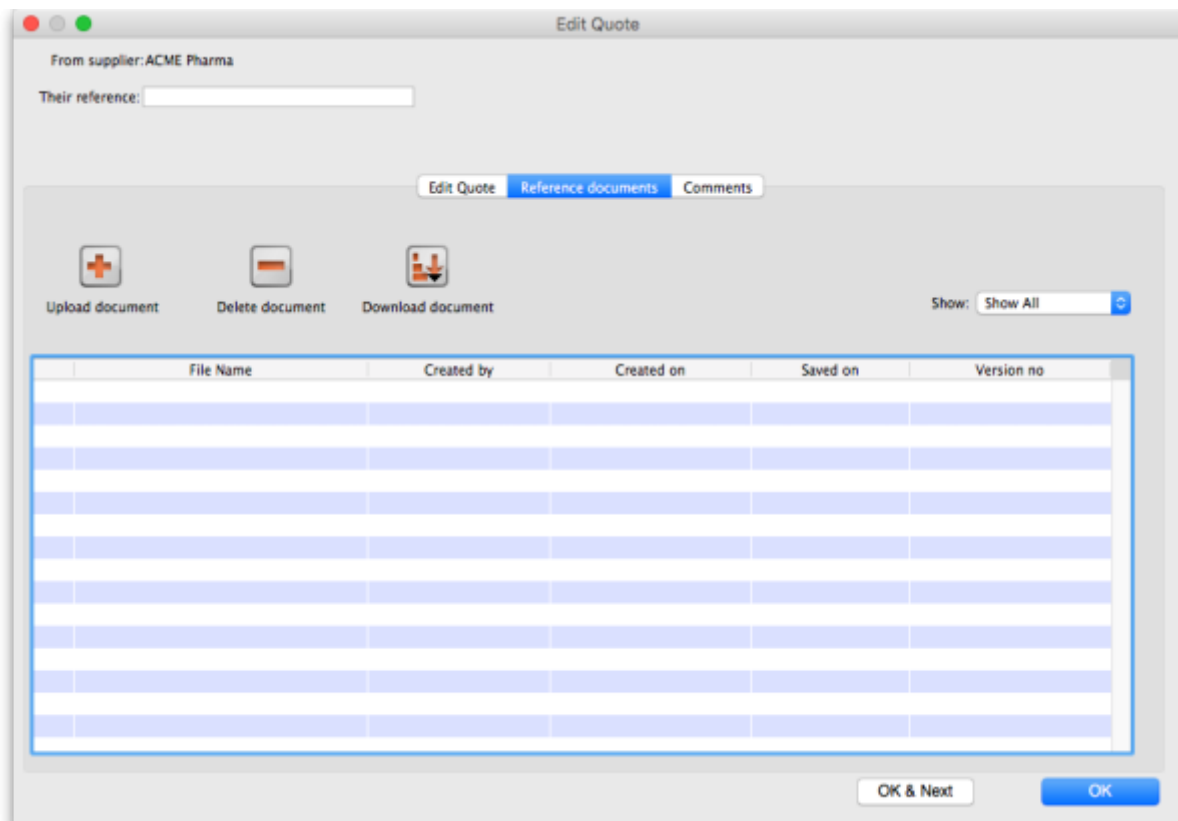 Edit Quote
From supplier: ACME Pharma
Their reference:
Edit Quote Reference documents Comments
Upload document Delete document Download document Show: Show All
File Name Created by Created on Saved on Version no
OK & Next OK